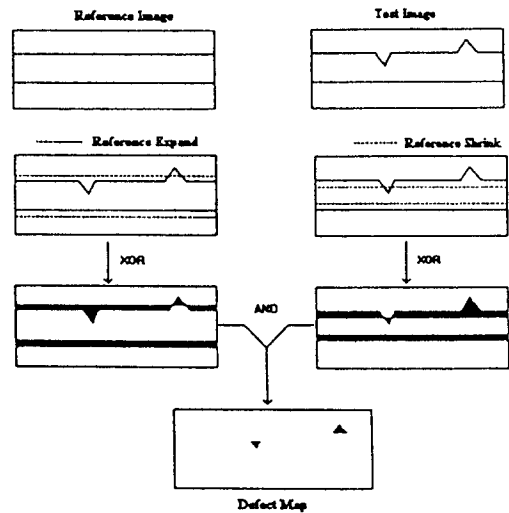 Reference Image
Test Image
Reference Expand
Reference Shrink
XOR
XOR
AND
Defect Map